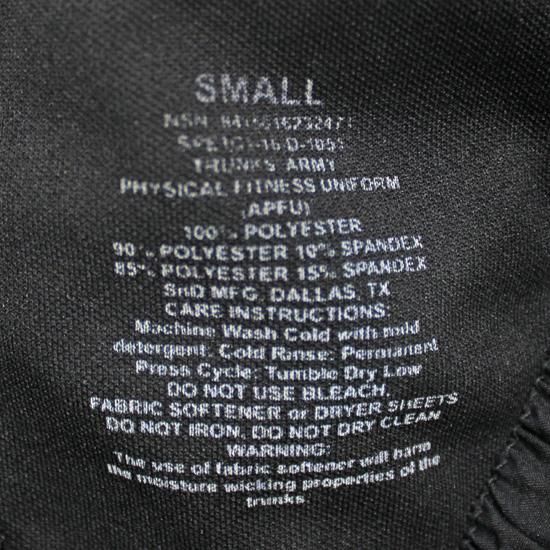 SMALL
NSN
TRUNKS, ARMY
PHYSICAL FITNESS UNIFORM
(APFU)
100% POLYESTER
90% POLYESTER 10% SPANDEX
85% POLYESTER 15% SPANDEX
SnD MFG, DALLAS, TX
CARE INSTRUCTIONS:
Machine Wash Cold with mild
detergent: Cold Rinse: Permanent
Press Cycle: Tumble Dry Low
DO NOT USE BLEACH,
FABRIC SOFTENER or DRYER SHEETS
DO NOT IRON, DO NOT DRY CLEAN
WARNING:
The use of fabric softener will harm
the moisture wicking properties of the
trunks.